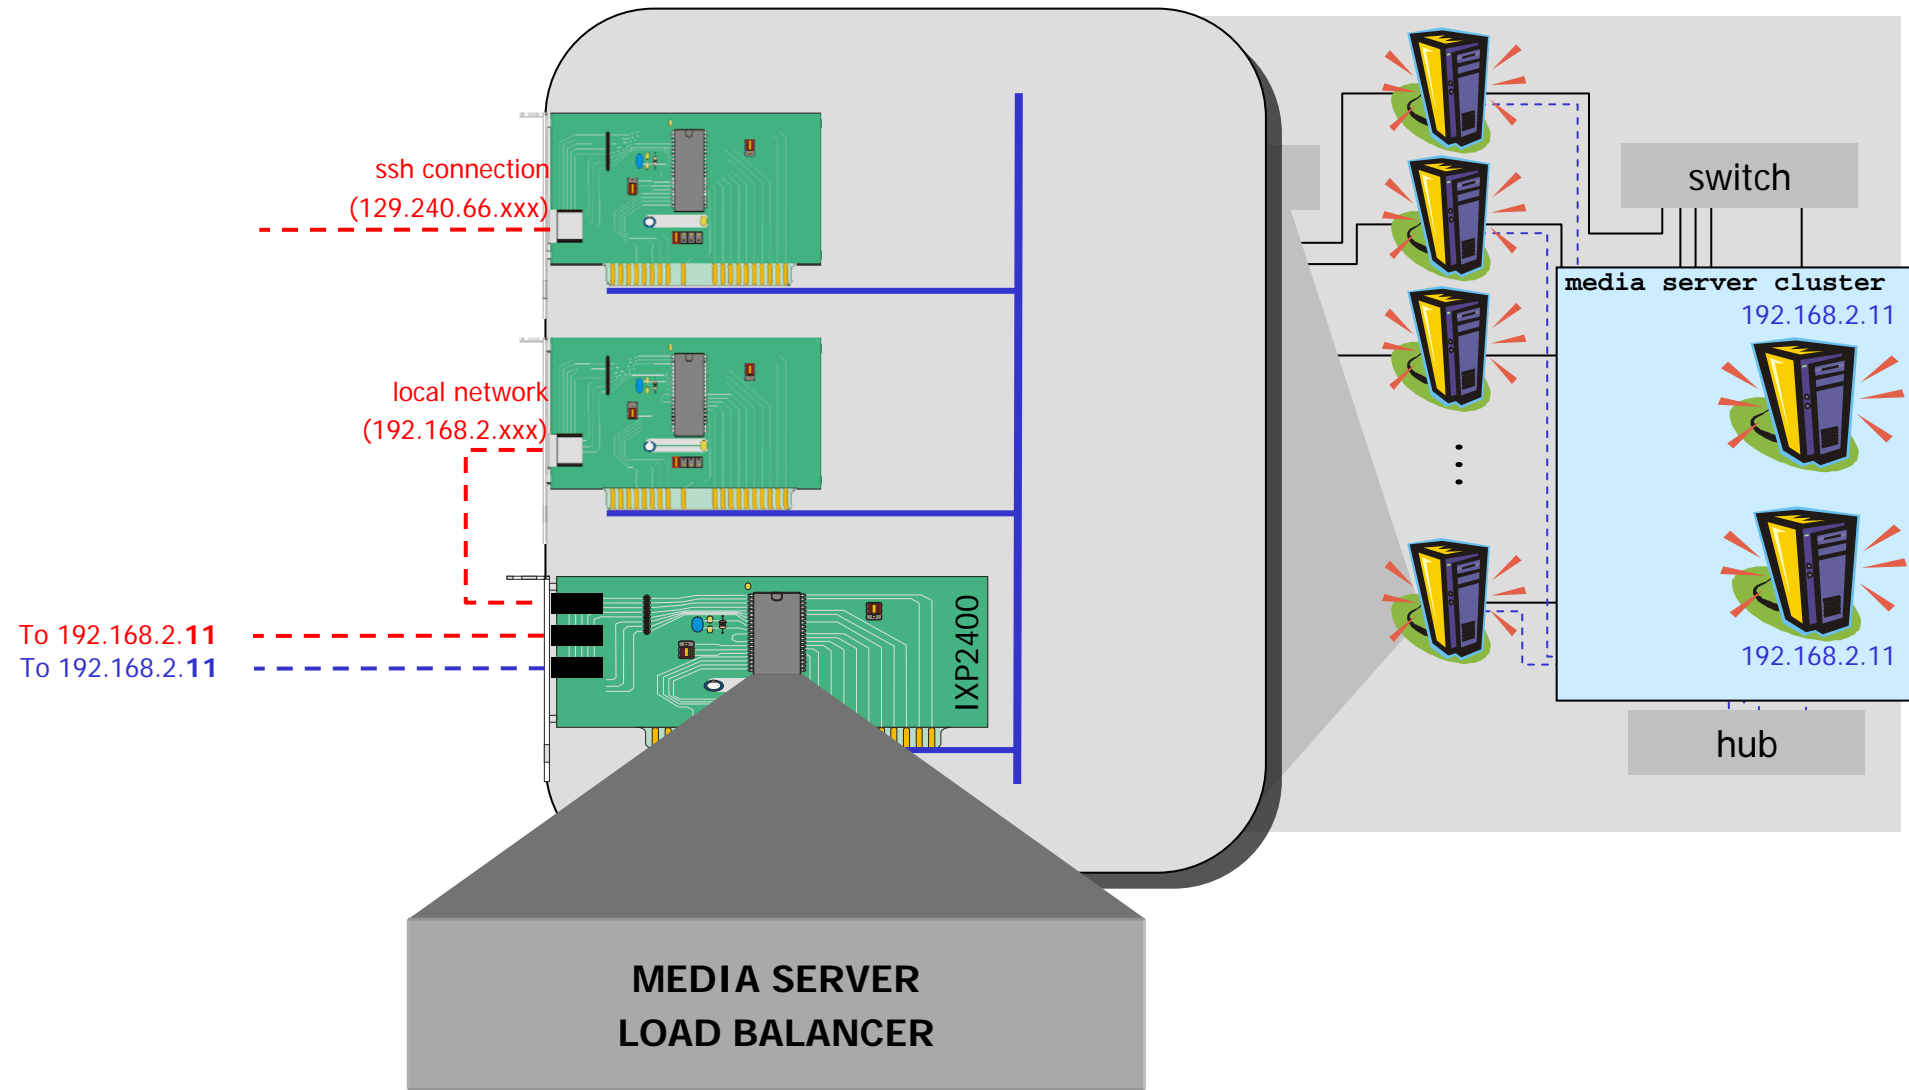 ssh connection
(129.240.66.xxx)
local network
(192.168.2.xxx)
To 192.168.2.11
To 192.168.2.11
IXP2400
MEDIA SERVER
LOAD BALANCER
switch
media server cluster
192.168.2.11
...
192.168.2.11
hub